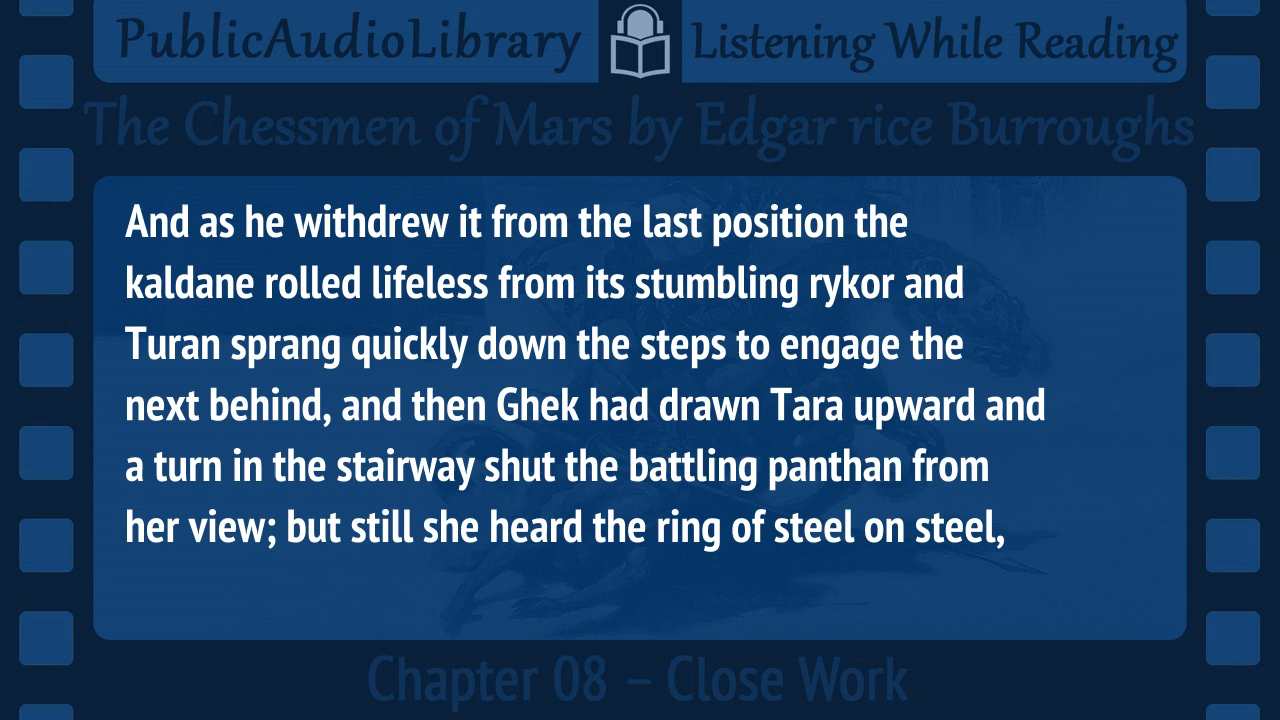 PublicAudioLibrary Listening While Reading
The Chessmen of Mars by Edgar rice Burroughs
And as he withdrew it from the last position the
kaldane rolled lifeless from its stumbling rykor and
Turan sprang quickly down the steps to engage the
next behind, and then Ghek had drawn Tara upward and
a turn in the stairway shut the battling panthan from
her view; but still she heard the ring of steel on steel,
Chapter 08 – Close Work